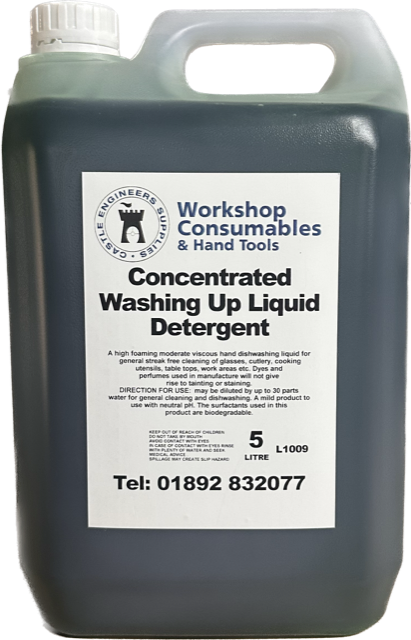 CASTLE ENGINEERS SUPPLIES
Workshop
Consumables
& Hand Tools
Concentrated
Washing Up Liquid
Detergent
A high foaming moderate viscous hand dishwashing liquid for
general streak free cleaning of glasses, cutlery, cooking
utensils, table tops, work areas etc. Dyes and
perfumes used in manufacture will not give
rise to tainting or staining.
DIRECTION FOR USE: may be diluted by up to 30 parts
water for general cleaning and dishwashing. A mild product to
use with neutral pH. The surfactants used in this
product are biodegradable.
KEEP OUT OF REACH OF CHILDREN
DO NOT TAKE BY MOUTH
AVOID CONTACT WITH EYES
IN CASE OF CONTACT WITH EYES RINSE
WITH PLENTY OF WATER AND SEEK
MEDICAL ADVICE
SPILLAGE MAY CREATE SLIP HAZARD
5
LITRE
L1009
Tel: 01892 832077